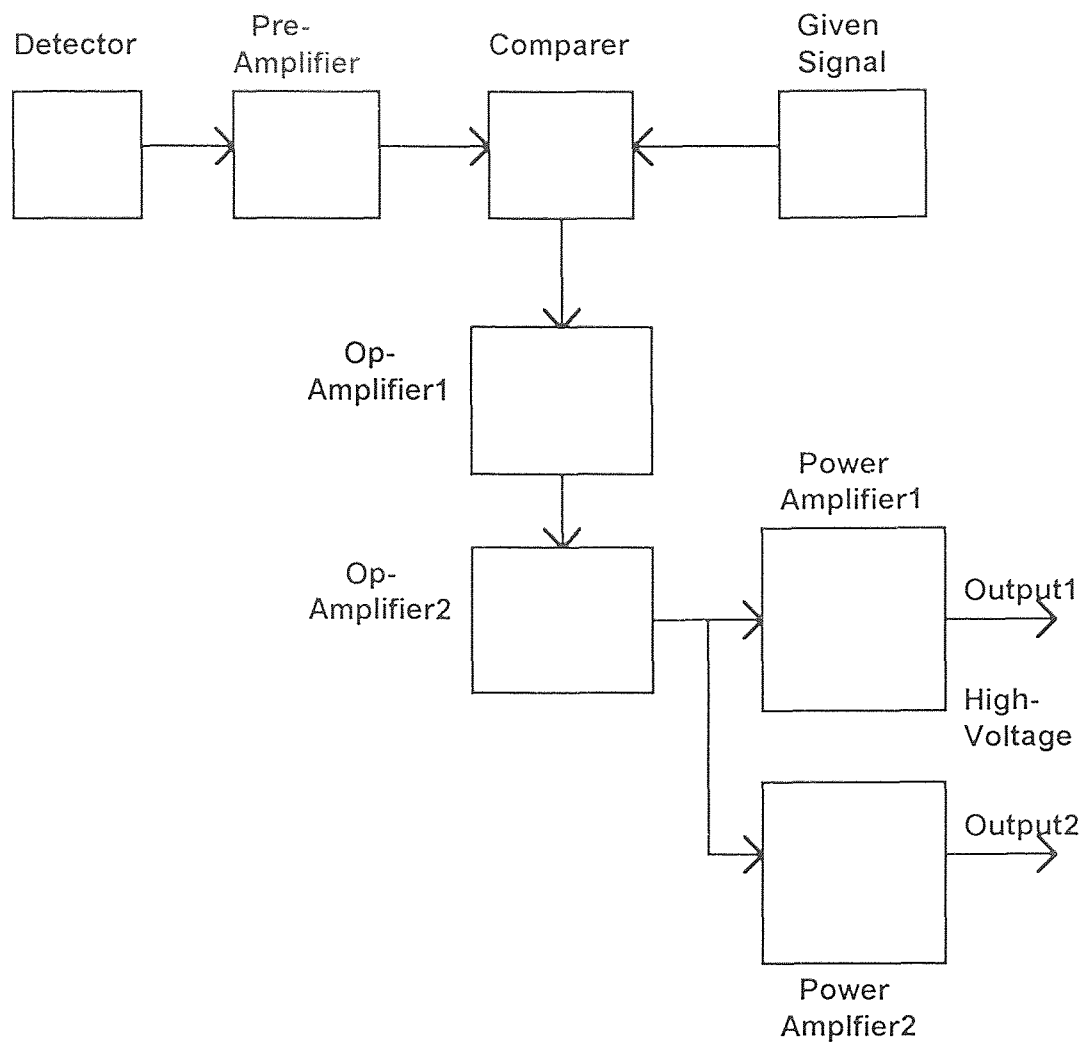 Detector
Pre-
Amplifier
Comparer
Given
Signal
Op-
Amplifier1
Op-
Amplifier2
Power
Amplifier1
Output1
High-
Voltage
Output2
Power
Amplfier2